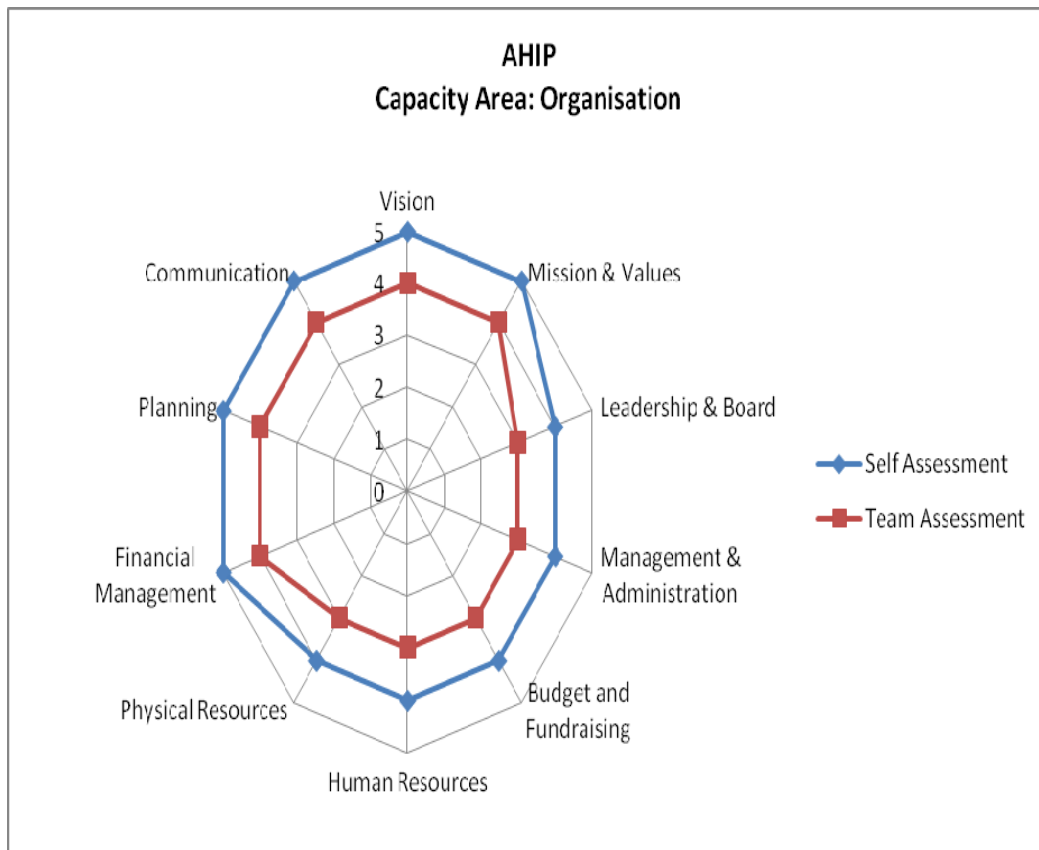 AHIP
Capacity Area: Organisation
Vision
5
Communication
Mission & Values
4
3
Planning
Leadership & Board
2
1
Self Assessment
0
Team Assessment
Financial
Management
Management &
Administration
Physical Resources
Budget and
Fundraising
Human Resources